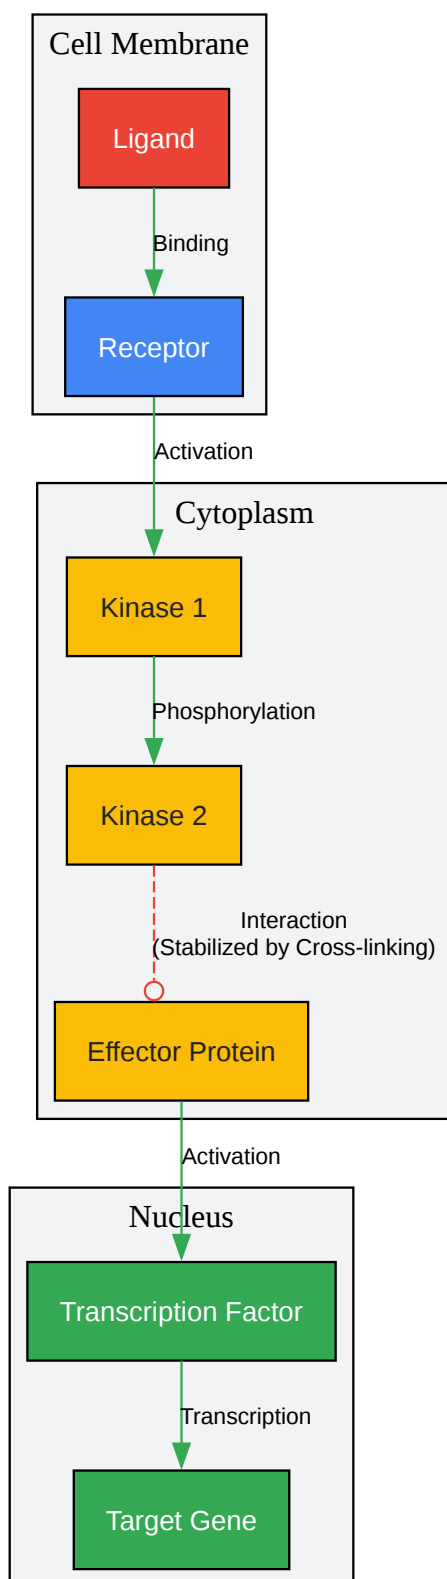 Cell Membrane
Ligand
Binding
Receptor
Activation
Cytoplasm
Kinase 1
Phosphorylation
Kinase 2
Interaction
(Stabilized by Cross-linking)
Effector Protein
Activation
Nucleus
Transcription Factor
Transcription
Target Gene